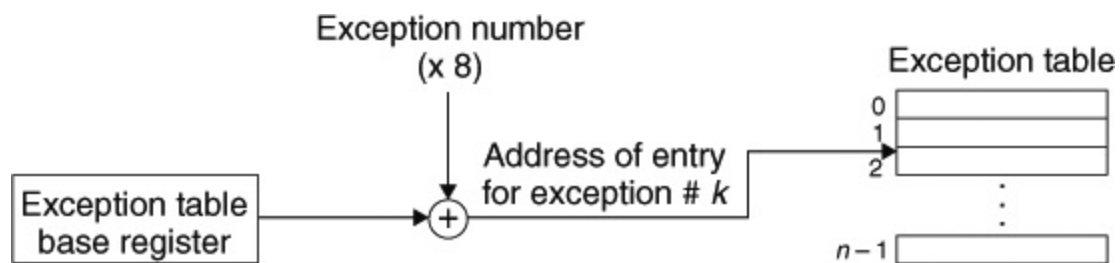 Exception number
(x 8)
Exception table
0
1
2
Address of entry
for exception # k
Exception table
base register
n – 1